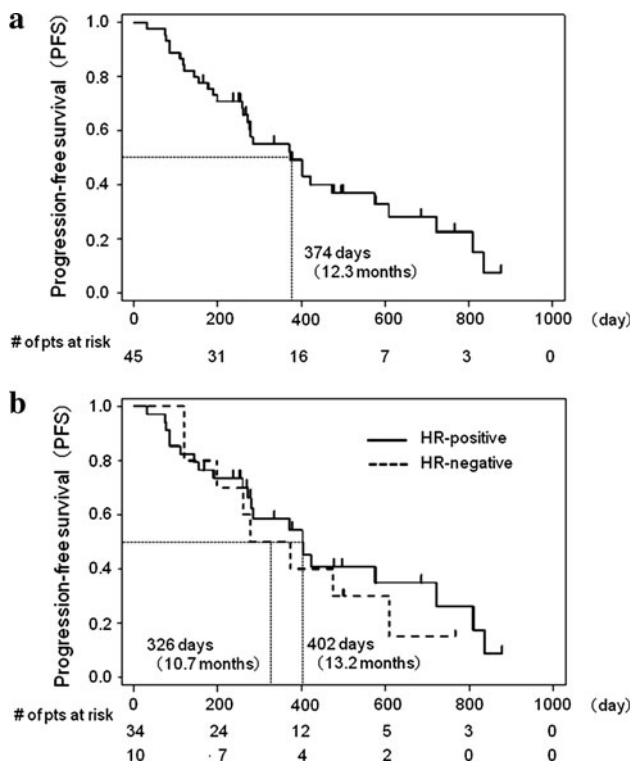 a
Progression-free survival (PFS)
1.0
0.8
0.6
0.4
0.2
0.0
374 days
(12.3 months)
0 200 400 600 800 1000 (day)
# of pts at risk
45 31 16 7 3 0
b
Progression-free survival (PFS)
1.0
0.8
0.6
0.4
0.2
0.0
HR-positive
HR-negative
326 days
(10.7 months)
402 days
(13.2 months)
0 200 400 600 800 1000 (day)
# of pts at risk
34 24 12 5 3 0
10 · 7 4 2 0 0